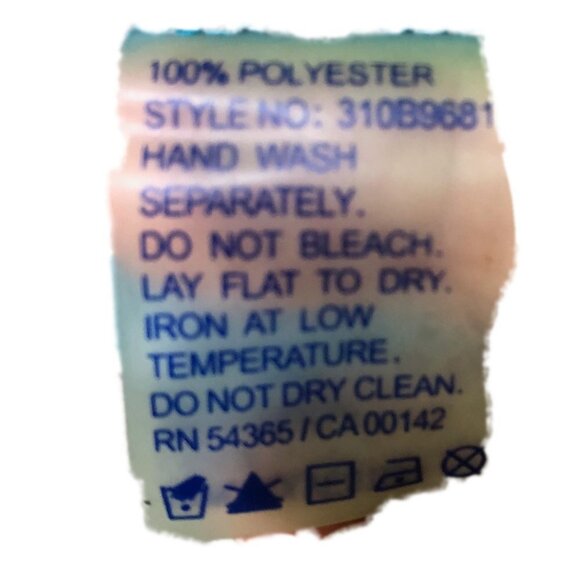 100% POLYESTER
STYLE NO: 310B9681
HAND WASH
SEPARATELY.
DO NOT BLEACH.
LAY FLAT TO DRY.
IRON AT LOW
TEMPERATURE.
DO NOT DRY CLEAN.
RN 54365 / CA 00142